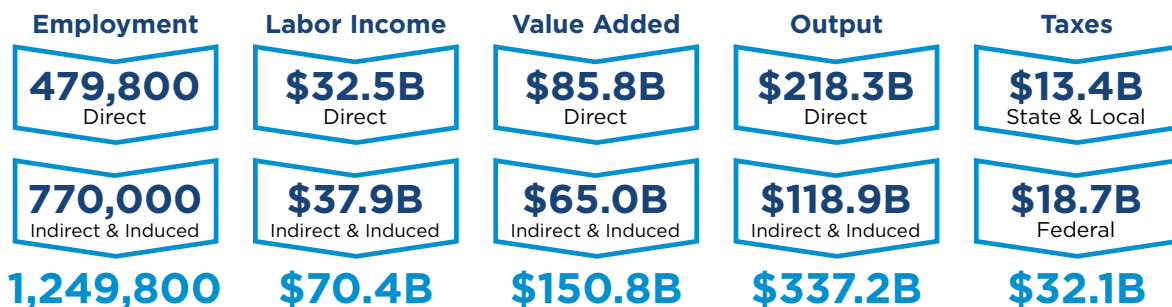 Employment Labor Income Value Added Output Taxes
479,800 $32.5B $85.8B $218.3B $13.4B
Direct Direct Direct Direct State & Local
770,000 $37.9B $65.0B $118.9B $18.7B
Indirect & Induced Indirect & Induced Indirect & Induced Indirect & Induced Federal
1,249,800 $70.4B $150.8B $337.2B $32.1B